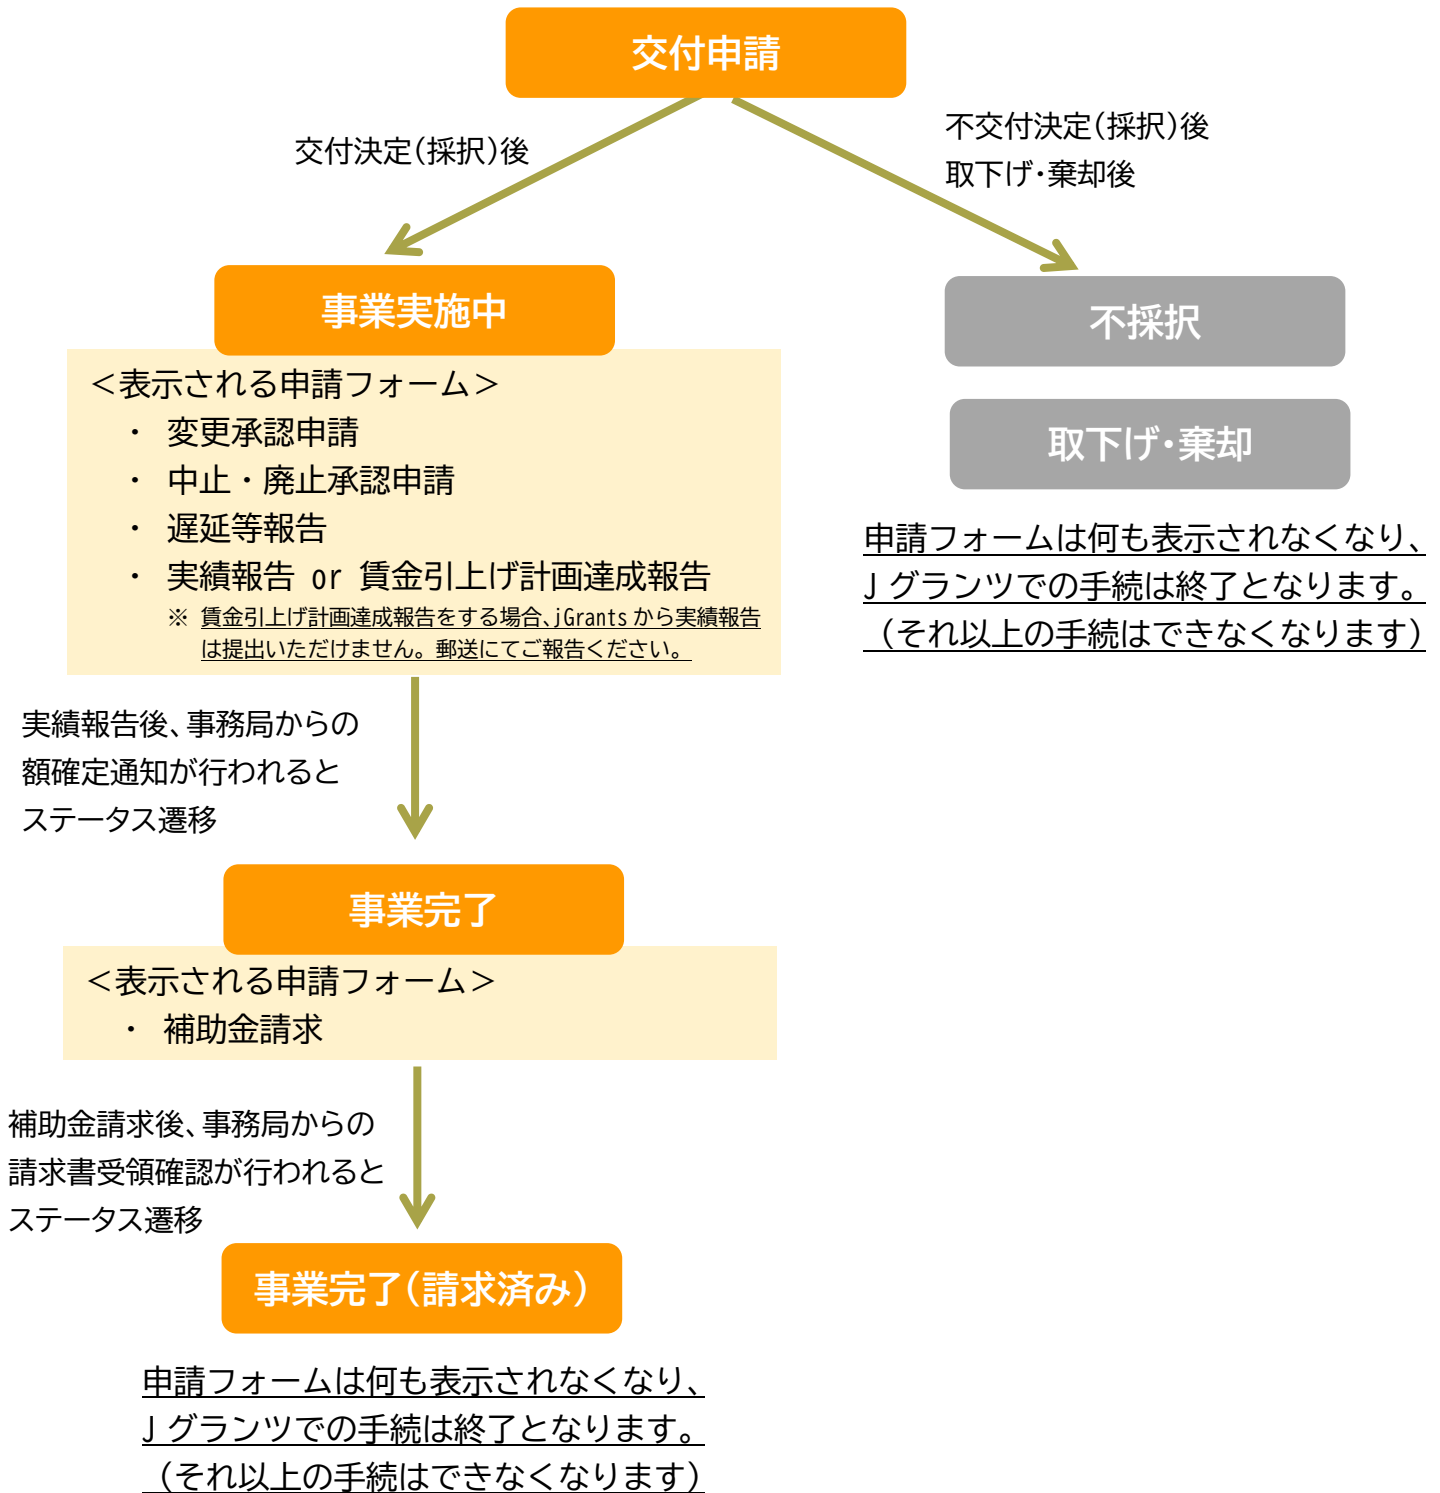 交付申請
交付決定(採択)後
不交付決定(採択)後
取下げ・棄却後
事業実施中
<表示される申請フォーム>
・ 変更承認申請
・ 中止・廃止承認申請
・ 遅延等報告
・ 実績報告 or 賃金引上げ計画達成報告
※ 賃金引上げ計画達成報告をする場合、jGrantsから実績報告
は提出いただけません。郵送にてご報告ください。
不採択
取下げ・棄却
申請フォームは何も表示されなくなり、
Jグランツでの手続は終了となります。
(それ以上の手続はできなくなります)
実績報告後、事務局からの
額確定通知が行われると
ステータス遷移
事業完了
<表示される申請フォーム>
・ 補助金請求
補助金請求後、事務局からの
請求書受領確認が行われると
ステータス遷移
事業完了(請求済み)
申請フォームは何も表示されなくなり、
Jグランツでの手続は終了となります。
(それ以上の手続はできなくなります)